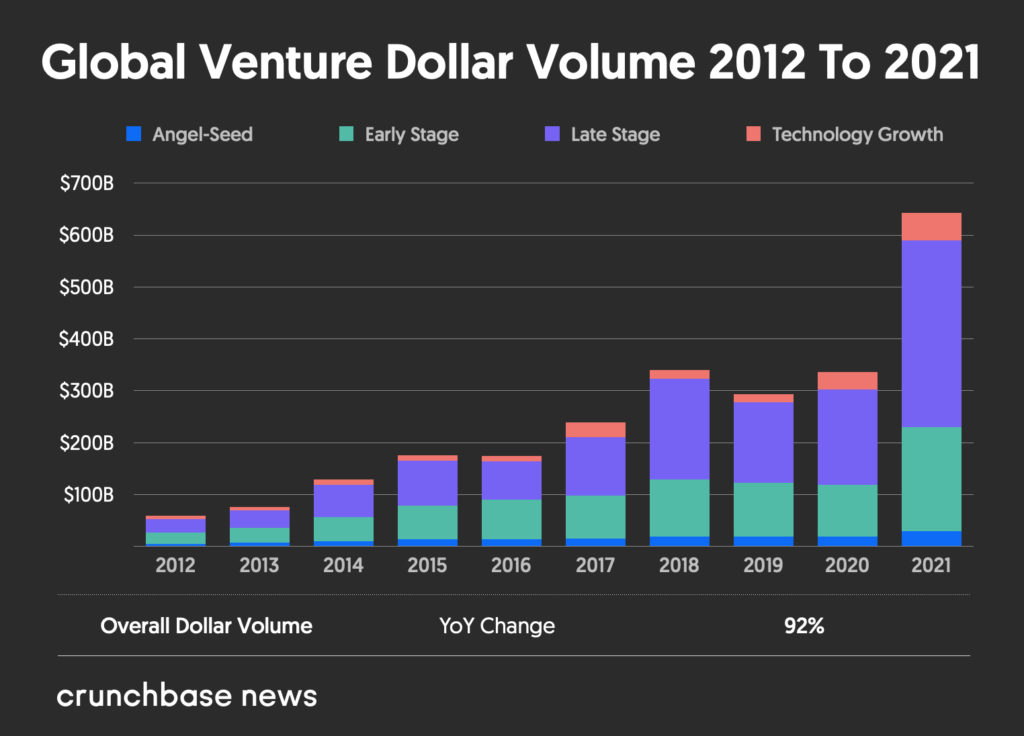 Global Venture Dollar Volume 2012 To 2021
Angel-Seed Early Stage Late Stage Technology Growth
$700B
$600B
$500B
$400B
$300B
$200B
$100B
2012 2013 2014 2015 2016 2017 2018 2019 2020 2021
Overall Dollar Volume YoY Change 92%
crunchbase news